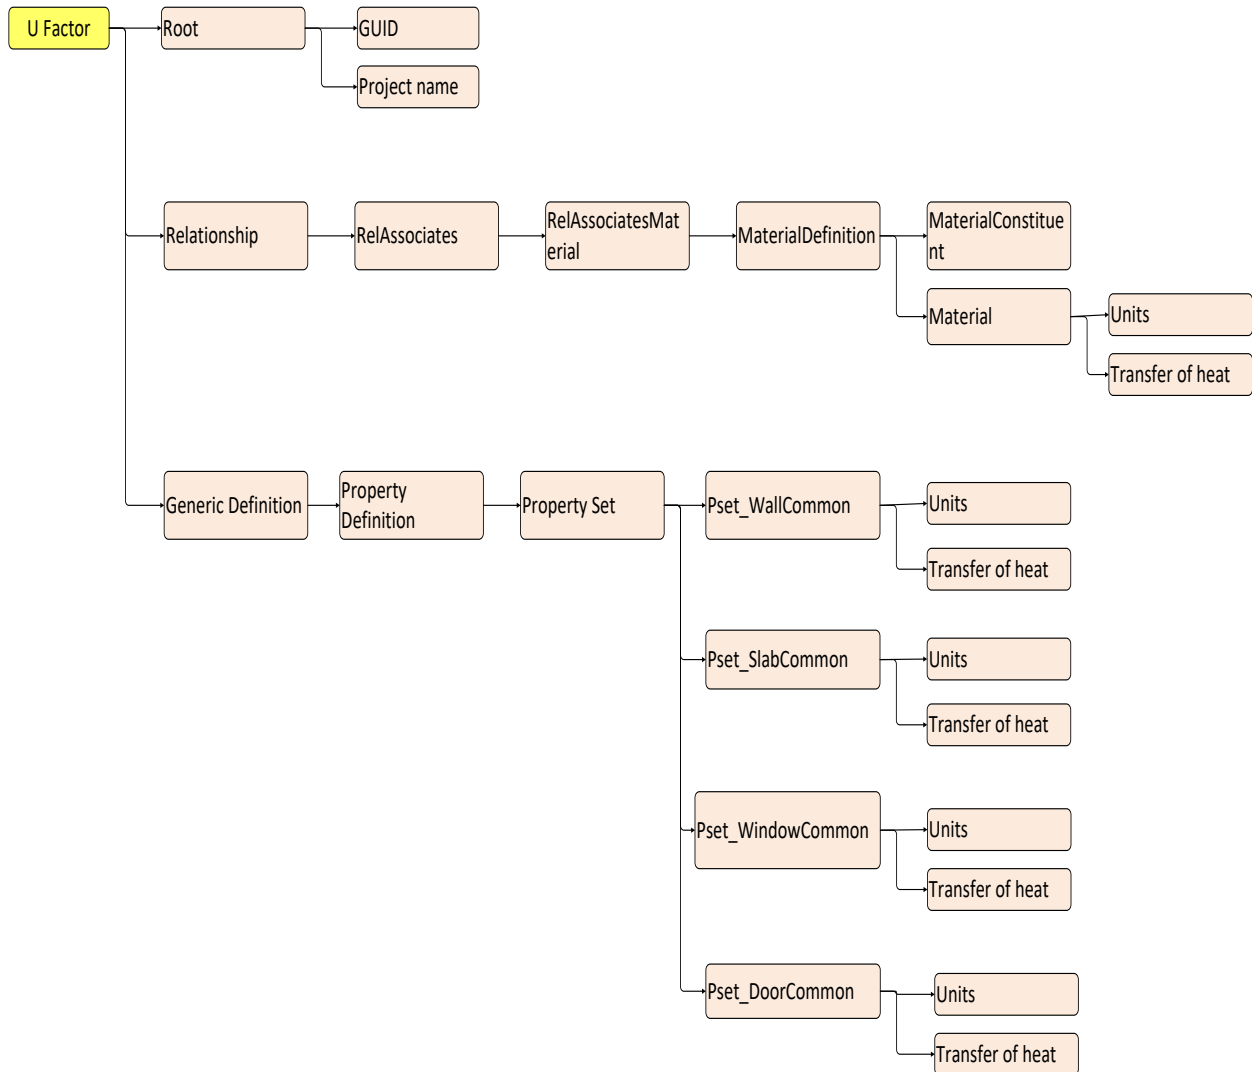 U Factor
Root
GUID
Project name
Relationship
RelAssociates
RelAssociatesMat
erial
MaterialDefinition
MaterialConstitue
nt
Material
Units
Transfer of heat
Generic Definition
Property
Definition
Property Set
Pset_WallCommon
Units
Transfer of heat
Pset_SlabCommon
Units
Transfer of heat
Pset_WindowCommon
Units
Transfer of heat
Pset_DoorCommon
Units
Transfer of heat